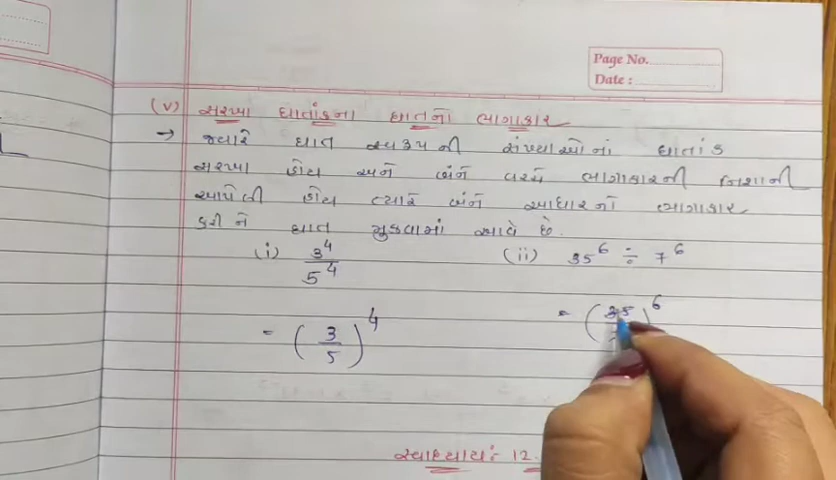 Page No.
Date :
(v) સરખા ઘાતાંકના ઘાતનો ભાગાકાર
→ જ્યારે ઘાત સ્વરૂપની સંખ્યાઓનાં ઘાતાંક
સરખા હોય અને બંને વચ્ચે ભાગાકારની નિશાની
આપેલી હોય ત્યારે બંને આધારનો ભાગાકાર
કરીને ઘાત મુકવામાં આવે છે.
(i) 3⁴/5⁴ (ii) 35⁶ ÷ 7⁶
= (3/5)⁴ = (35/
)⁶
સ્વાધ્યાય: 12.